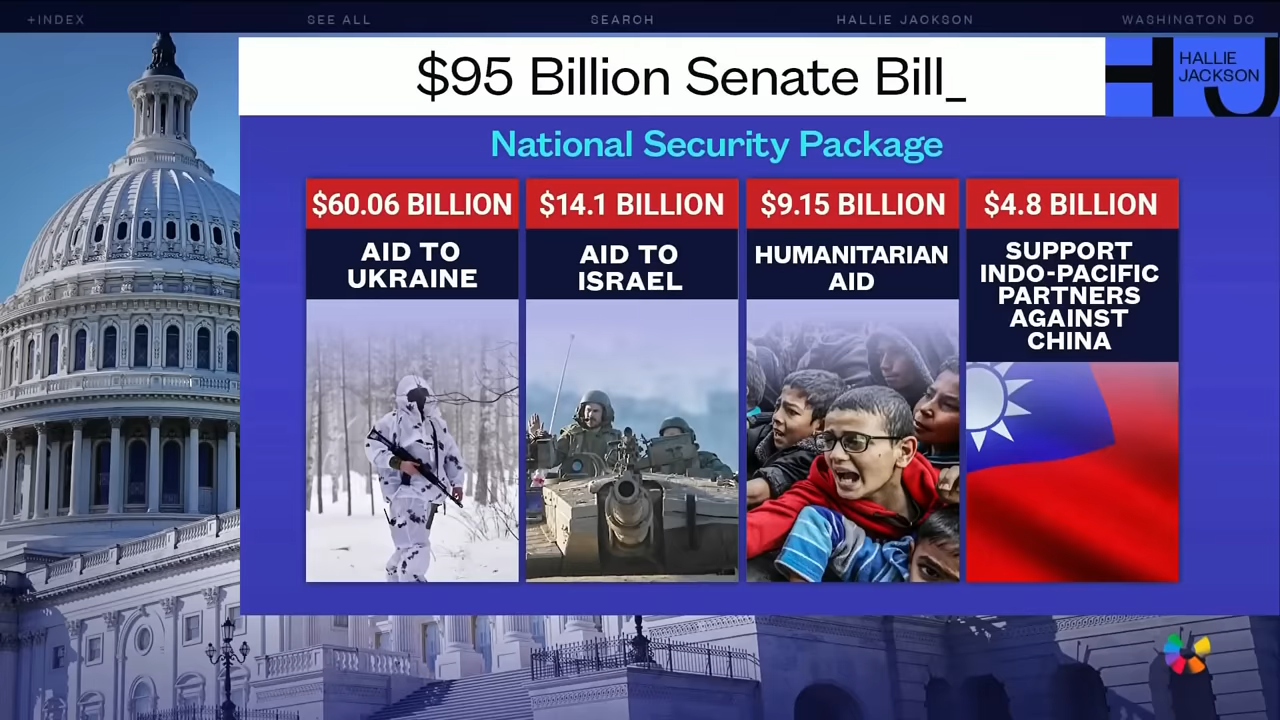 +INDEX
SEE ALL
SEARCH
HALLIE JACKSON
WASHINGTON DC
$95 Billion Senate Bill_
HALLIE
JACKSON
National Security Package
$60.06 BILLION
AID TO
UKRAINE
$14.1 BILLION
AID TO
ISRAEL
$9.15 BILLION
HUMANITARIAN
AID
$4.8 BILLION
SUPPORT
INDO-PACIFIC
PARTNERS
AGAINST
CHINA